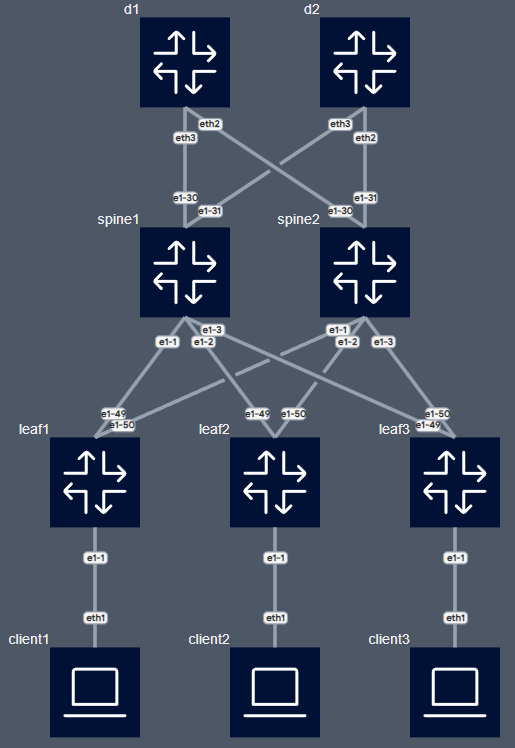 d1 d2
eth2 eth3
eth3 eth2
e1-30 e1-31
e1-31 e1-30
spine1 spine2
e1-3 e1-1
e1-1 e1-2 e1-2 e1-3
e1-49 e1-49 e1-50 e1-50
e1-50 e1-49
leaf1 leaf2 leaf3
e1-1 e1-1 e1-1
eth1 eth1 eth1
client1 client2 client3